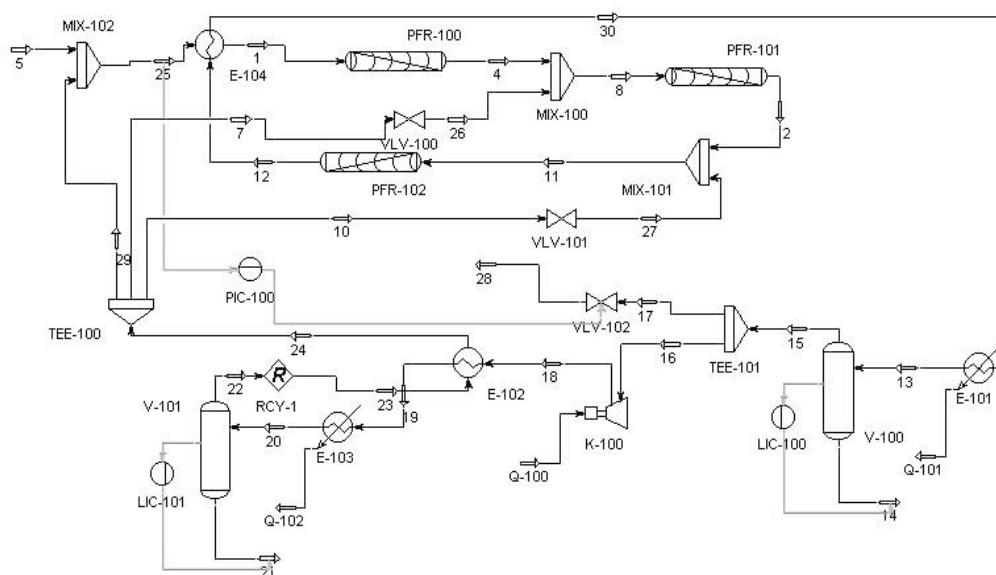 30
MIX-102
PFR-100
PFR-101
5
25
E-104
1
4
8
MIX-100
7
26
2
VLV-100
12
PFR-102
11
MIX-101
10
VLV-101
27
29
PIC-100
28
VLV-102
17
TEE-100
24
16
TEE-101
15
22
R
V-101
RCY-1
23
19
E-102
18
13
E-101
20
E-103
K-100
LIC-100
V-100
LIC-101
Q-100
Q-101
Q-102
14
21